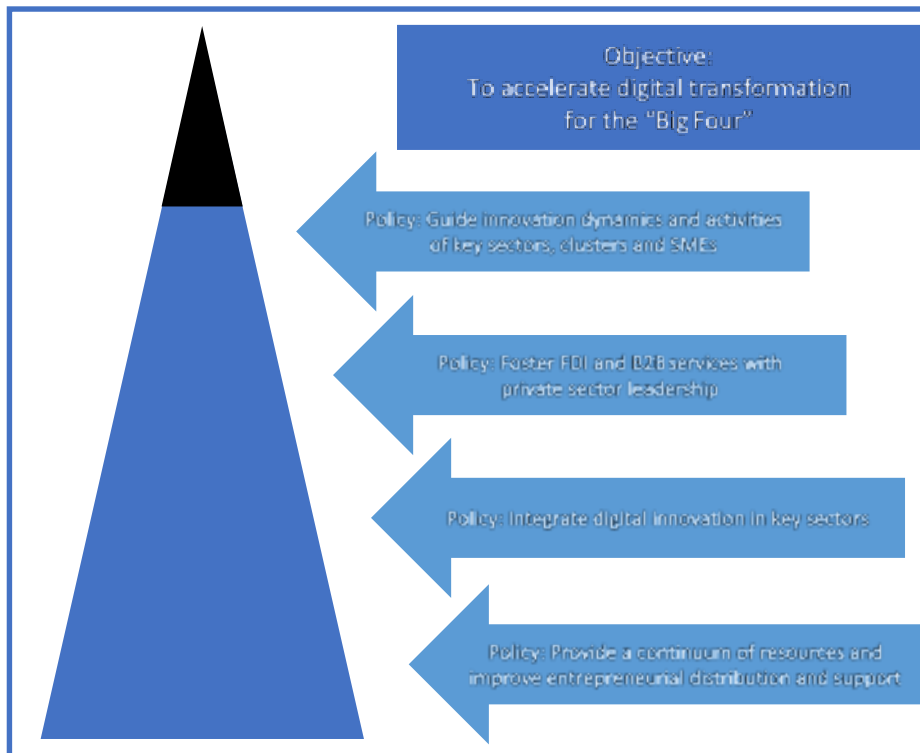 Objective:
To accelerate digital transformation
for the “Big Four”
Policy: Guide innovation dynamics and activities
of key sectors, clusters and SMEs
Policy: Foster FDI and B2B services with
private sector leadership
Policy: Integrate digital innovation in key sectors
Policy: Provide a continuum of resources and
improve entrepreneurial distribution and support